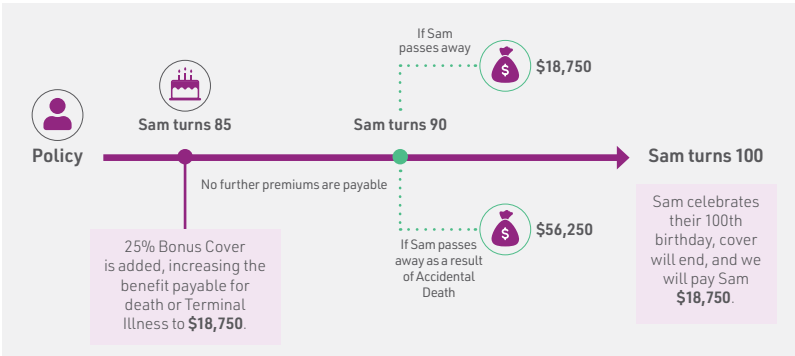 If Sam
passes away
$
$18,750
Sam turns 85
Sam turns 90
Policy
Sam turns 100
No further premiums are payable
25% Bonus Cover
is added, increasing the
benefit payable for
death or Terminal
Illness to $18,750.
$
$56,250
If Sam passes
away as a result
of Accidental
Death
Sam celebrates
their 100th
birthday, cover
will end, and we
will pay Sam
$18,750.